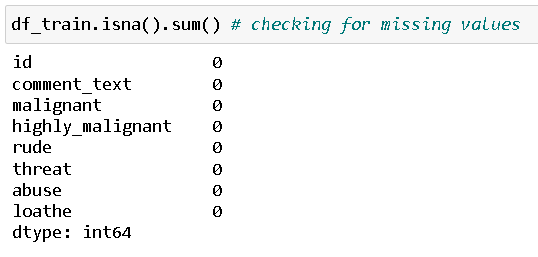 df_train.isna().sum() # checking for missing values
id 0
comment_text 0
malignant 0
highly_malignant 0
rude 0
threat 0
abuse 0
loathe 0
dtype: int64